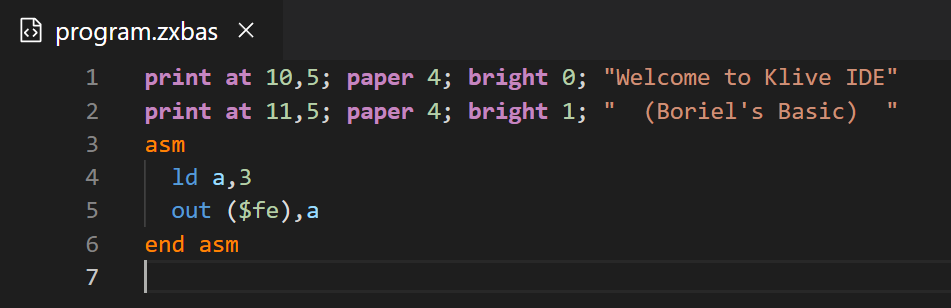 program.zxbas
1 print at 10,5; paper 4; bright 0; "Welcome to Klive IDE"
2 print at 11,5; paper 4; bright 1; "  (Boriel's Basic)  "
3 asm
4   ld a,3
5   out ($fe),a
6 end asm
7